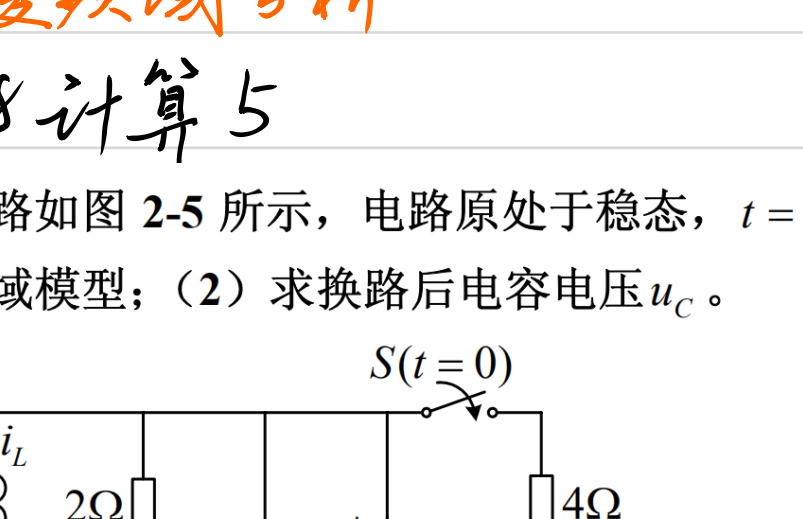 计算5
路如图 2-5 所示，电路原处于稳态，t =
域模型；（2）求换路后电容电压 u_C 。
S(t = 0)
i_L
2Ω 4Ω